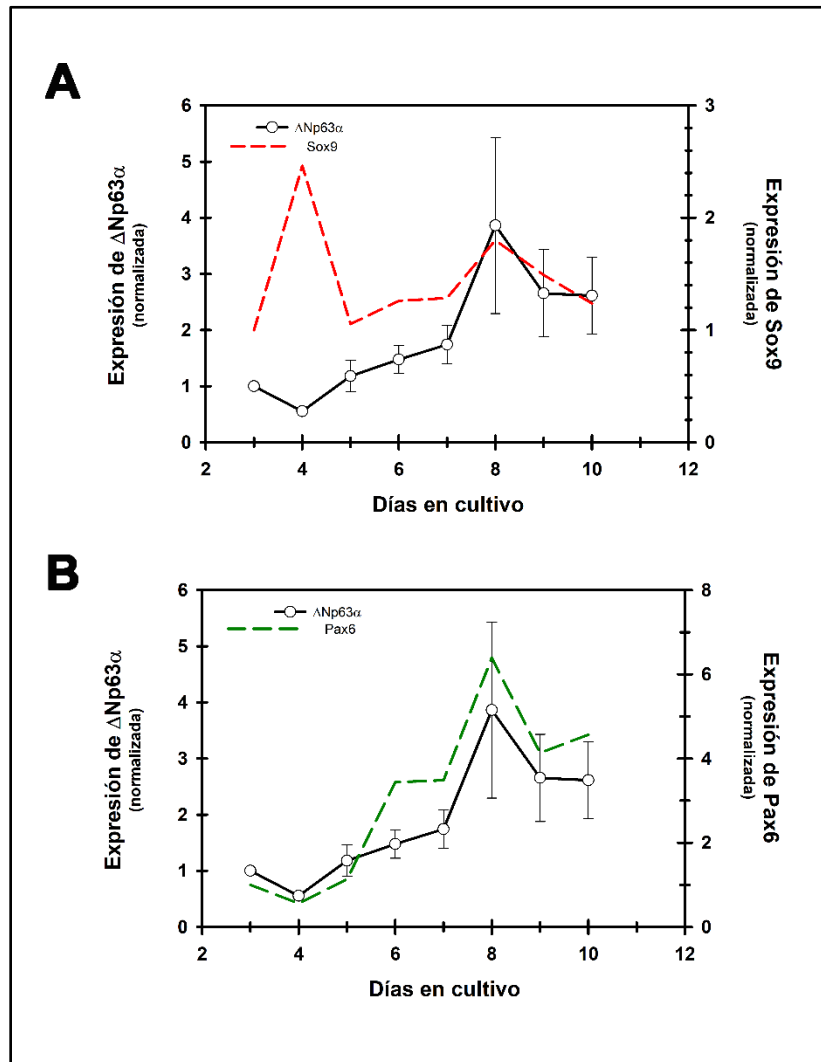 A
ΔNp63α
Sox9
Expresión de ΔNp63α
(normalizada)
6
5
4
3
2
1
0
3
2
1
0
Expresión de Sox9
(normalizada)
2 4 6 8 10 12
Días en cultivo
B
ΔNp63α
Pax6
Expresión de ΔNp63α
(normalizada)
6
5
4
3
2
1
0
8
6
4
2
0
Expresión de Pax6
(normalizada)
2 4 6 8 10 12
Días en cultivo